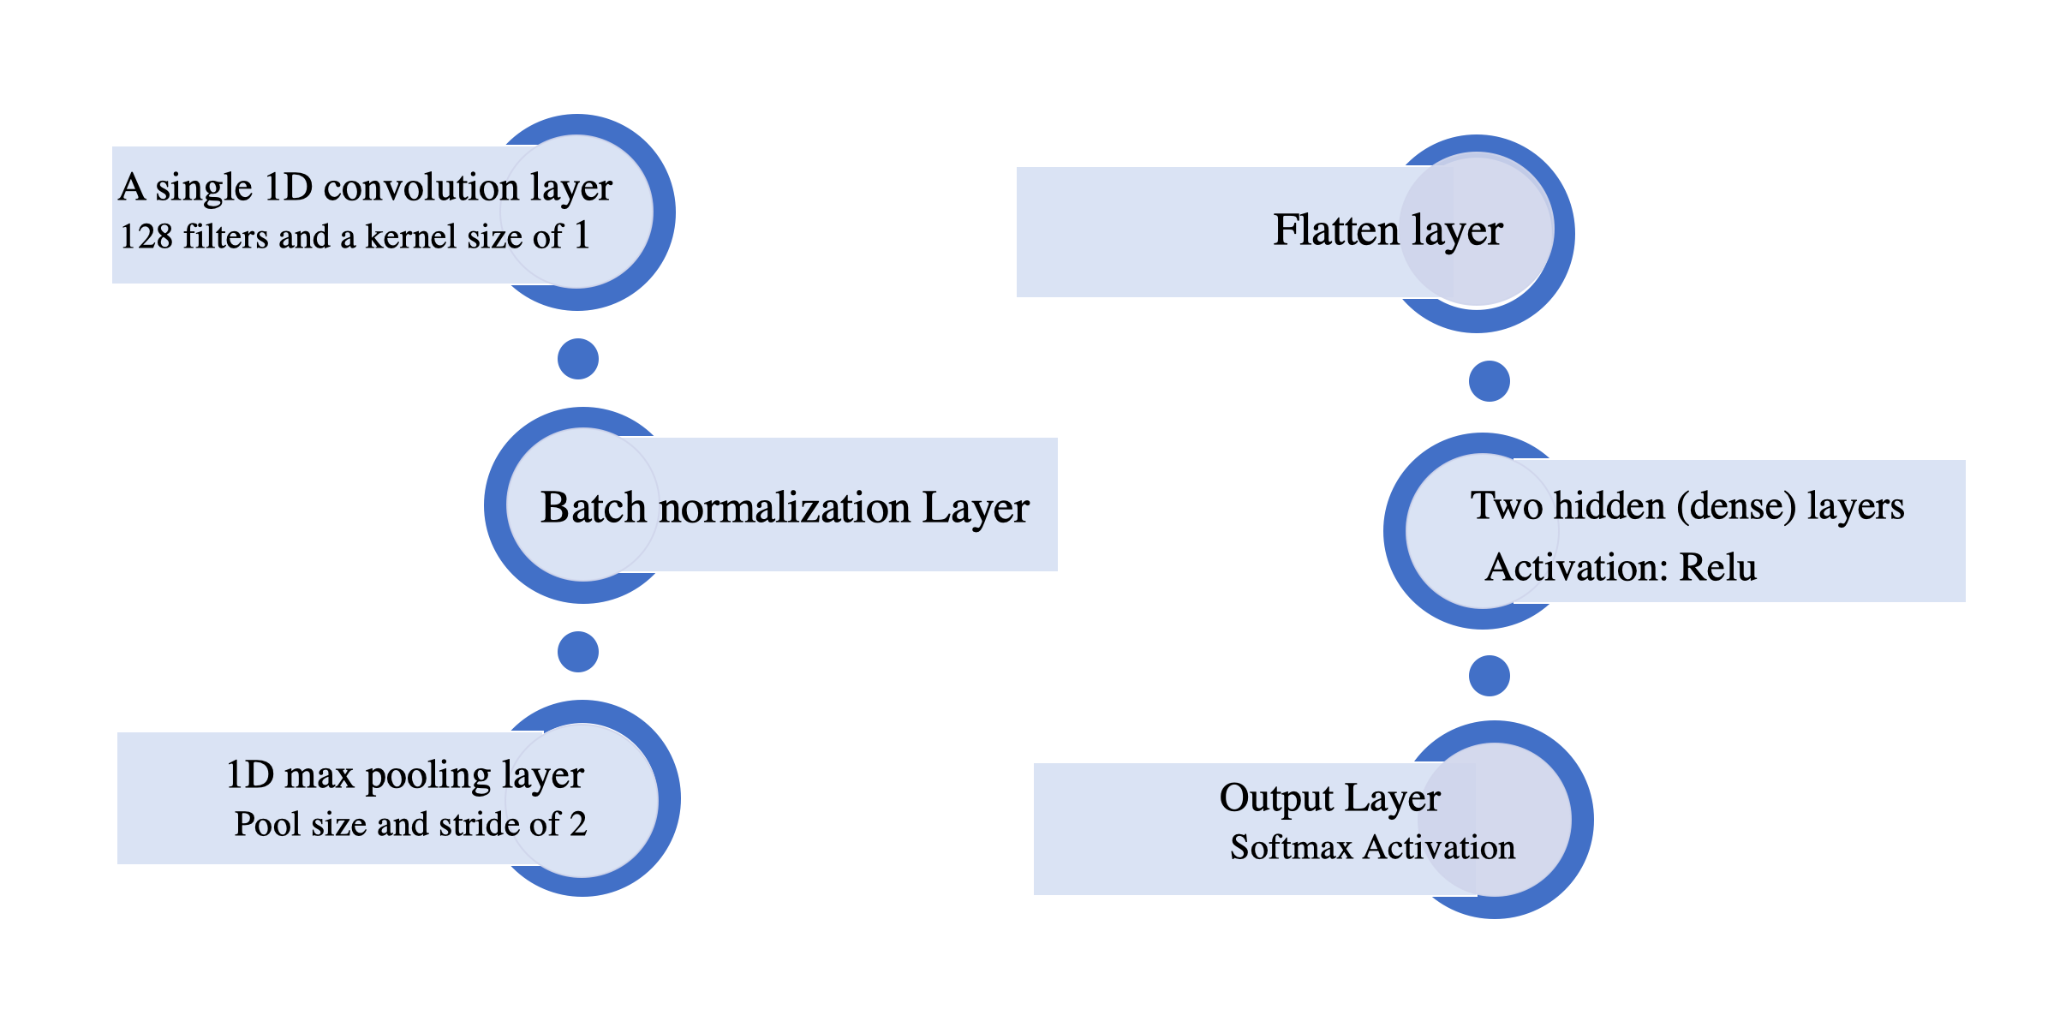 A single 1D convolution layer
128 filters and a kernel size of 1
Batch normalization Layer
1D max pooling layer
Pool size and stride of 2
Flatten layer
Two hidden (dense) layers
Activation: Relu
Output Layer
Softmax Activation